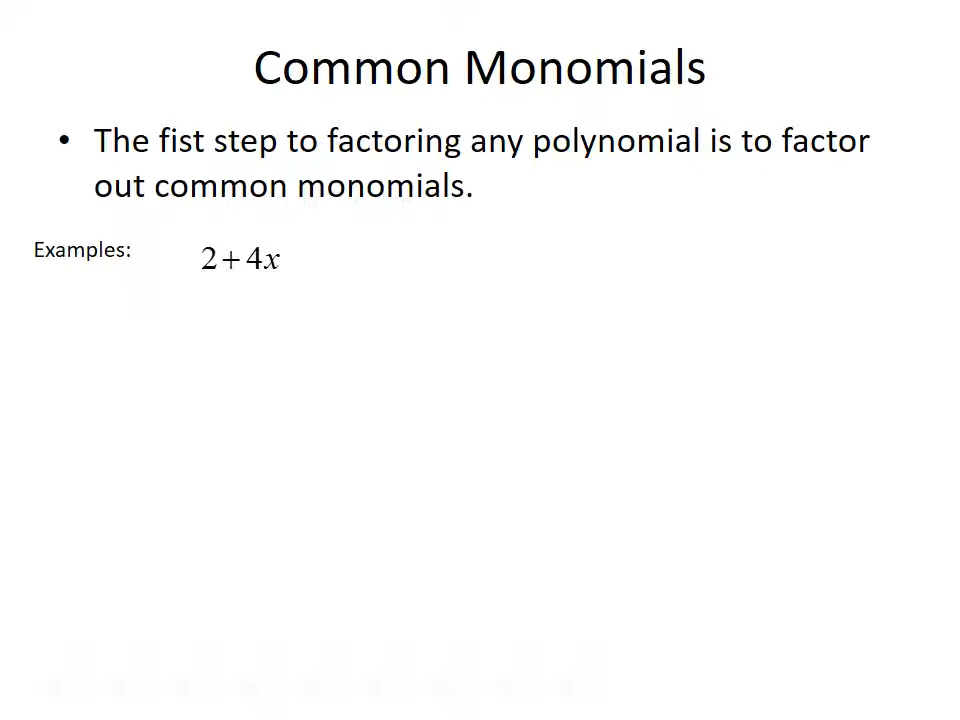 Common Monomials
• The fist step to factoring any polynomial is to factor
out common monomials.
Examples: 2 + 4x